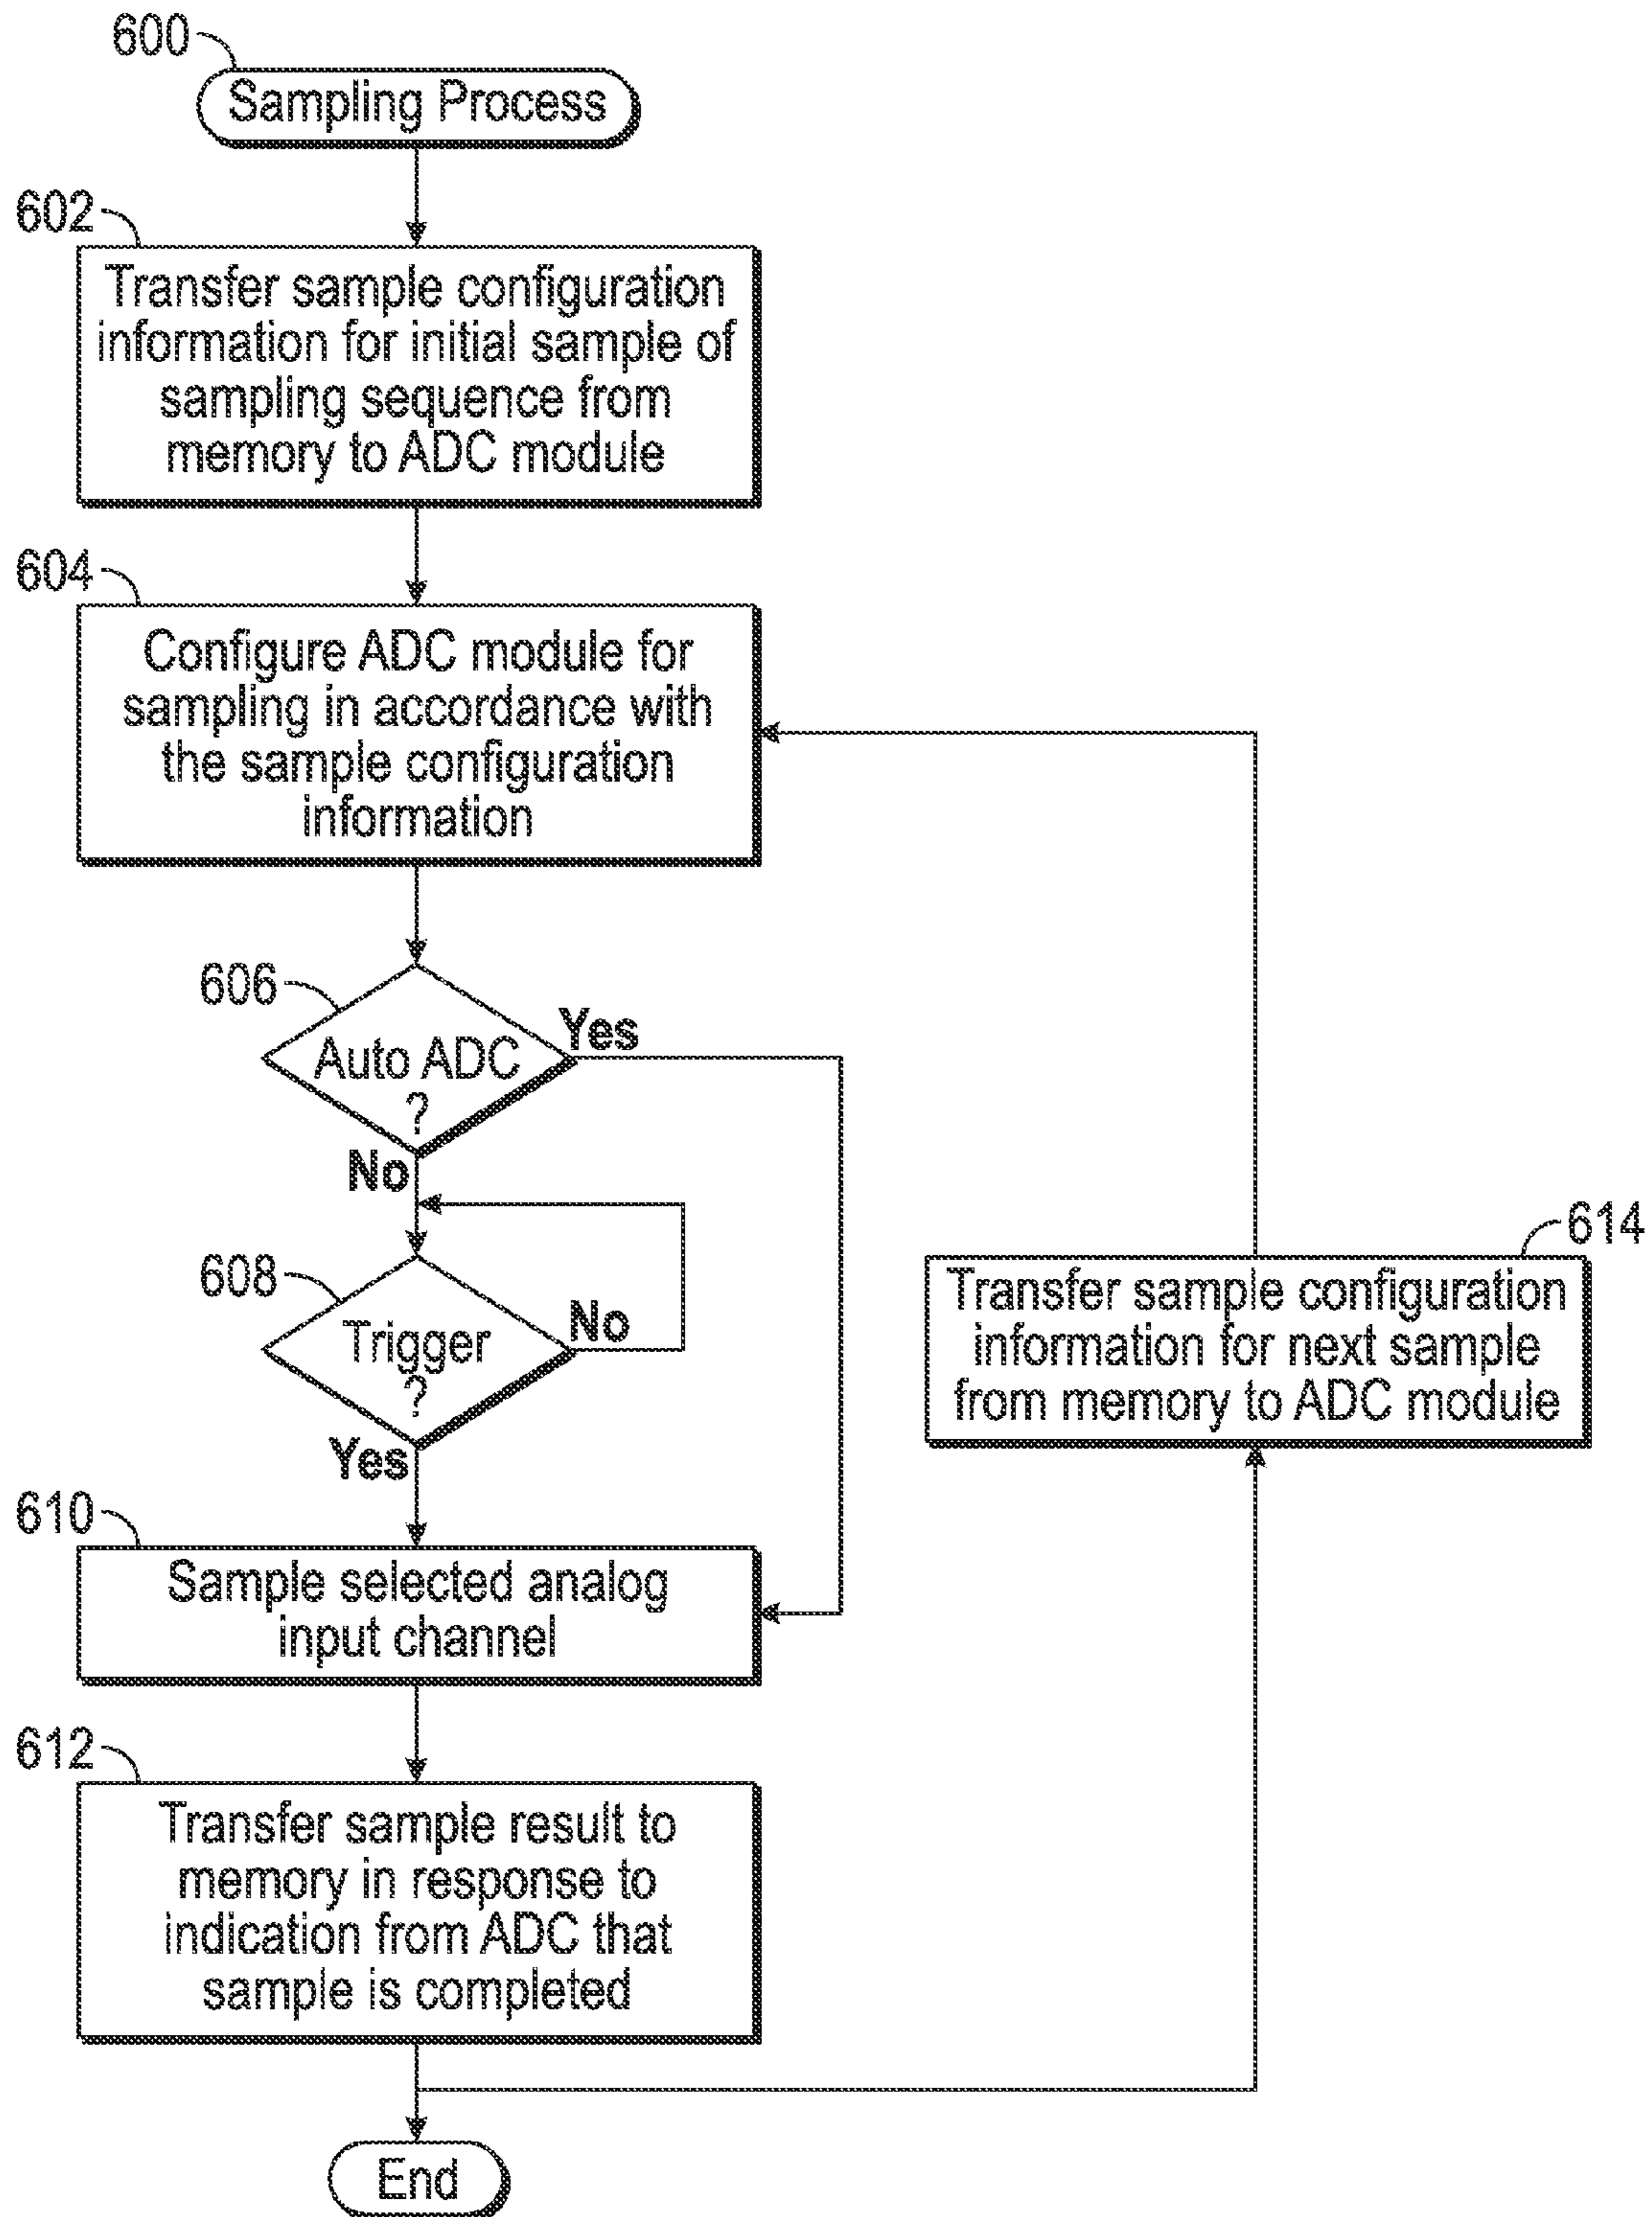 600
Sampling Process
602
Transfer sample configuration
information for initial sample of
sampling sequence from
memory to ADC module
604
Configure ADC module for
sampling in accordance with
the sample configuration
information
606
Auto ADC
?
Yes
No
608
Trigger
?
No
Yes
614
Transfer sample configuration
information for next sample
from memory to ADC module
610
Sample selected analog
input channel
612
Transfer sample result to
memory in response to
indication from ADC that
sample is completed
End